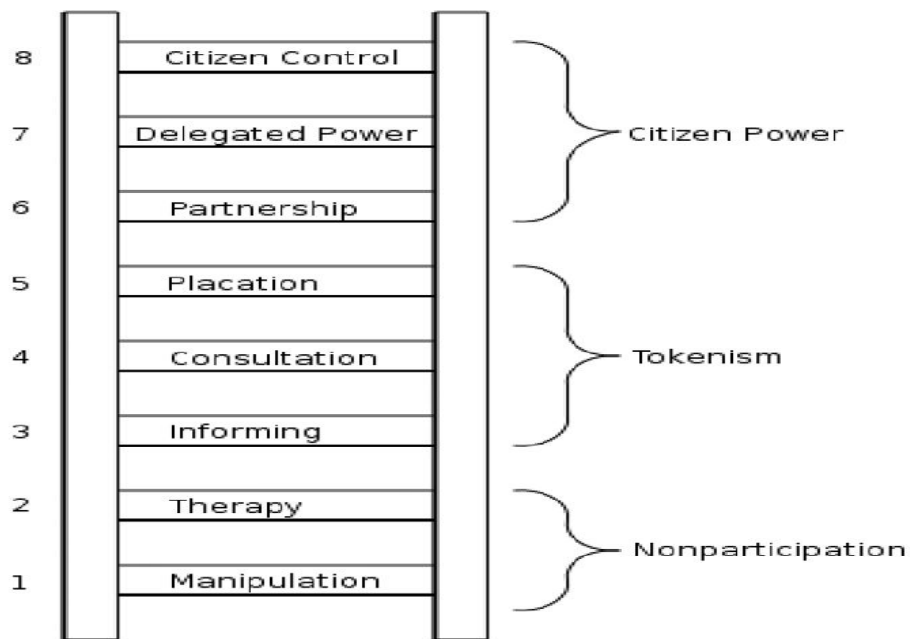 8 Citizen Control
7 Delegated Power Citizen Power
6 Partnership
5 Placation
4 Consultation Tokenism
3 Informing
2 Therapy
Nonparticipation
1 Manipulation